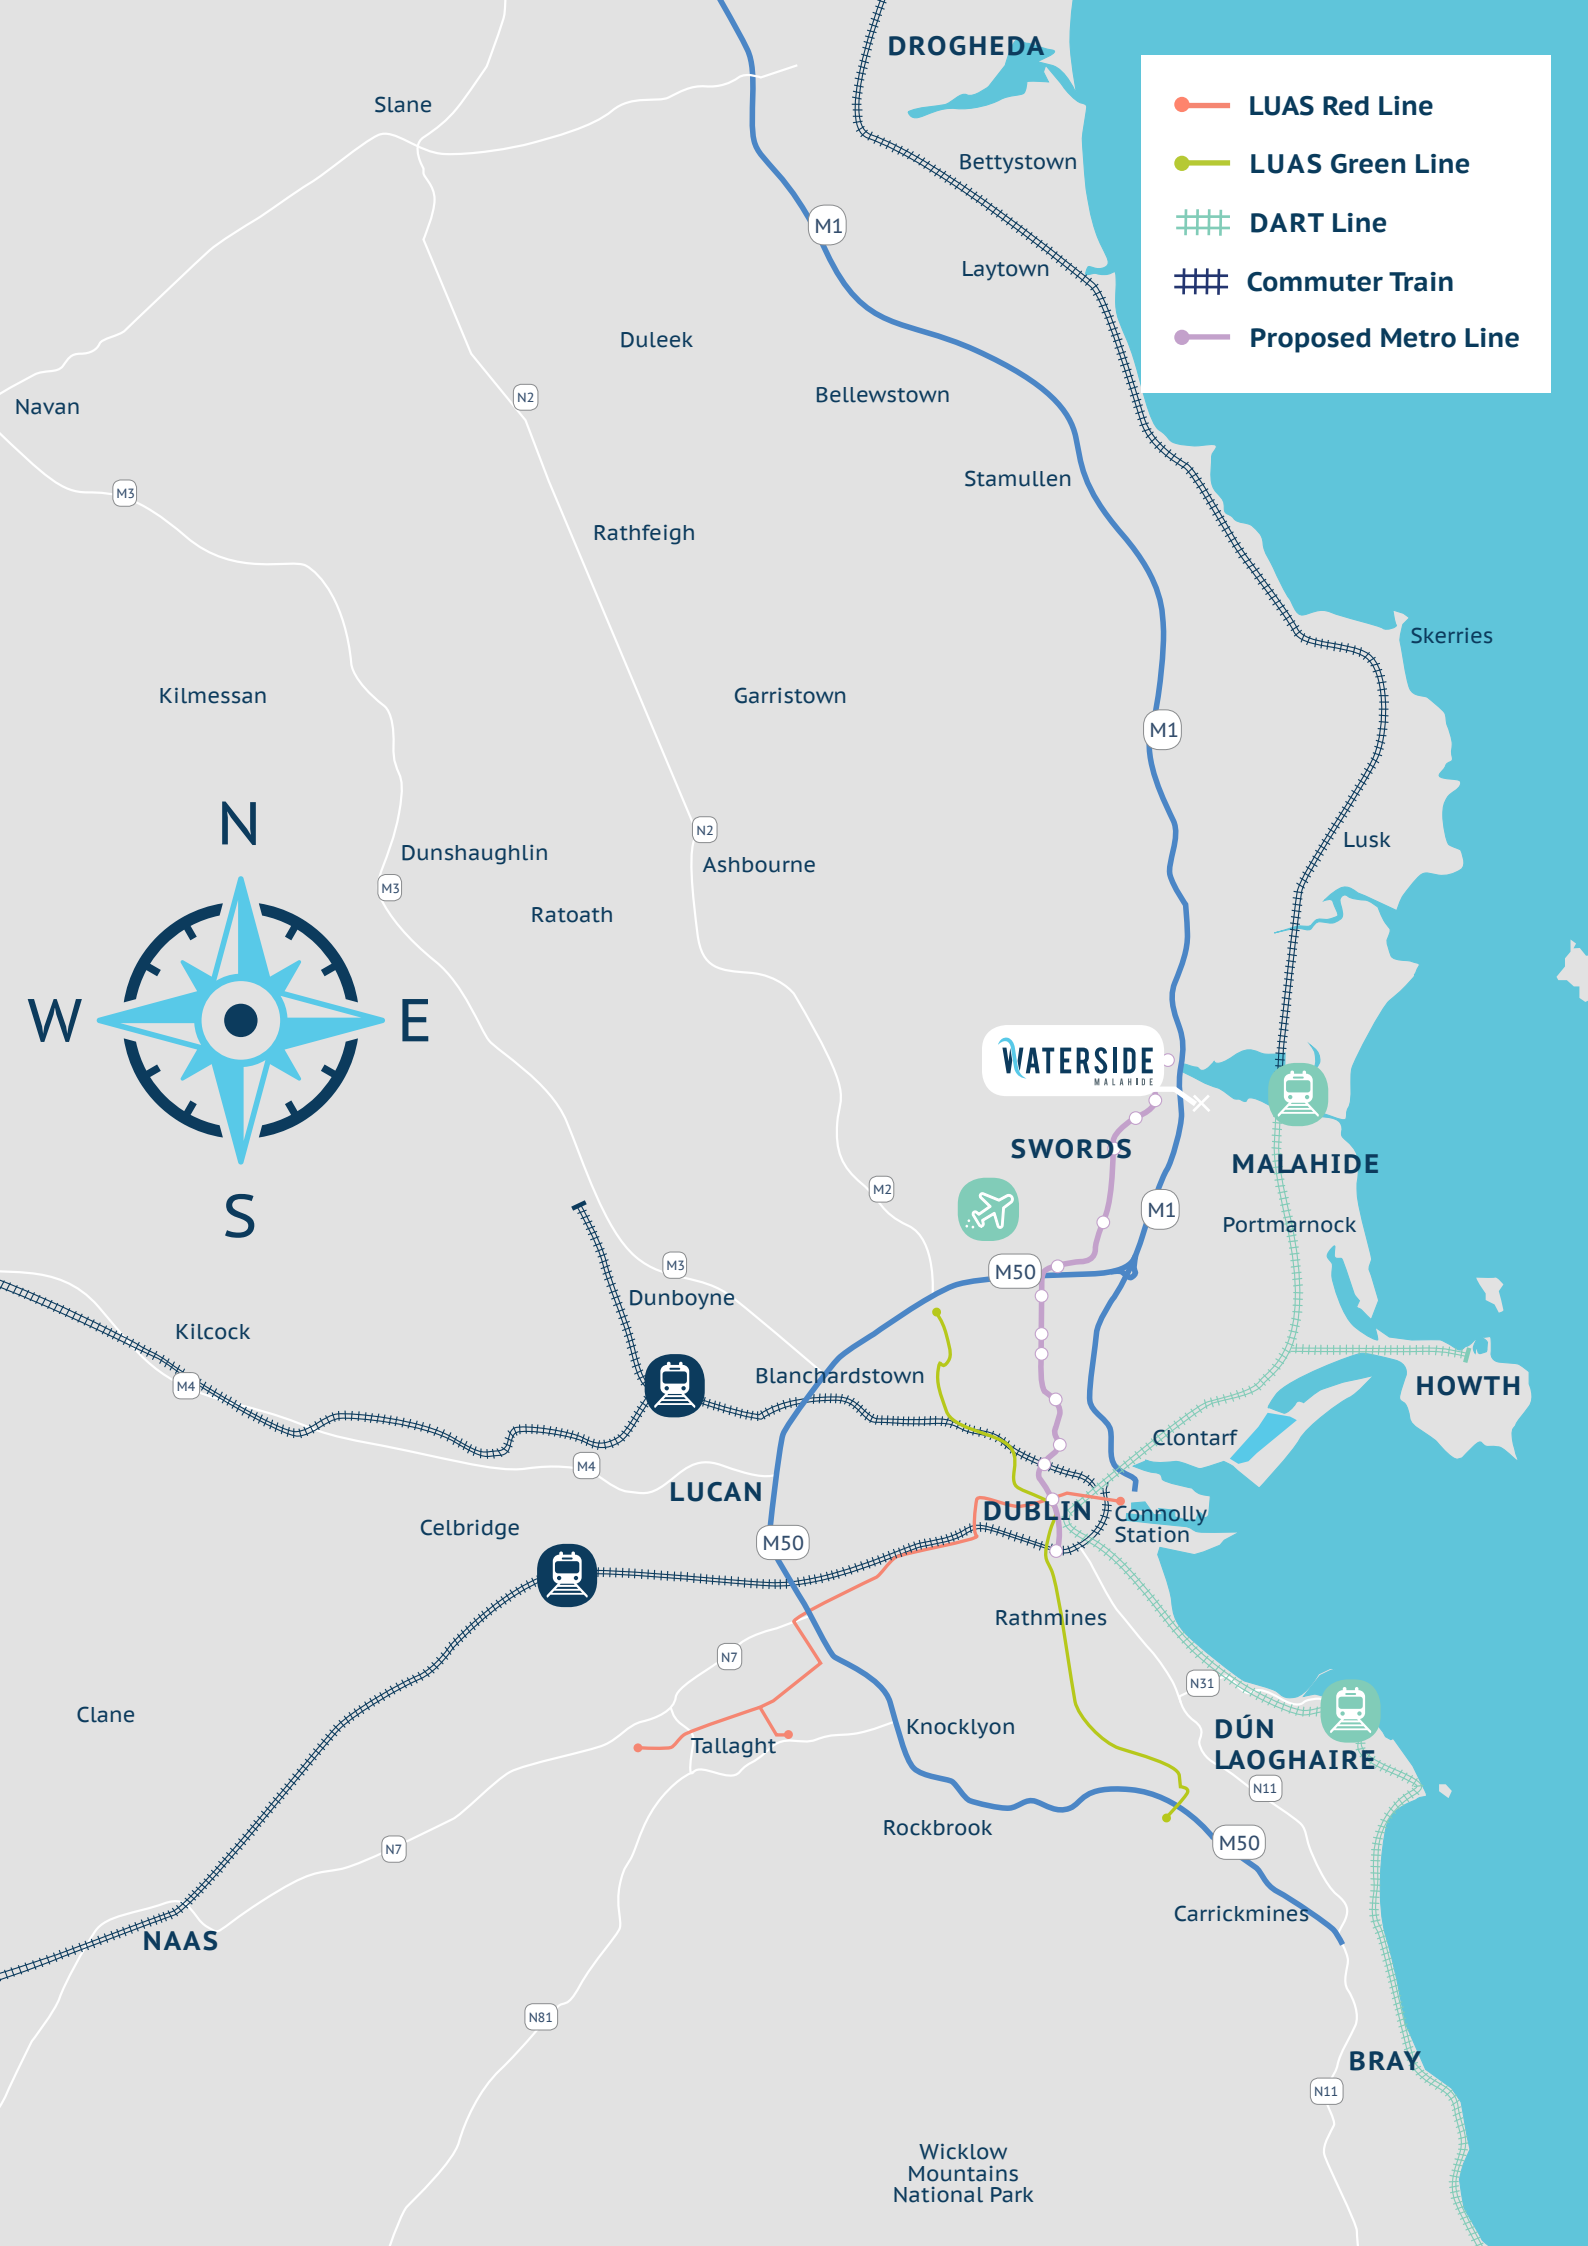 DROGHEDA
LUAS Red Line
LUAS Green Line
DART Line
Commuter Train
Proposed Metro Line
Slane
Bettystown
M1
Laytown
Duleek
Bellewstown
Navan
N2
Stamullen
M3
Rathfeigh
Skerries
Kilmessan
Garristown
M1
N
N2
Lusk
Dunshaughlin
Ashbourne
M3
Ratoath
W
E
WATERSIDE
MALAHIDE
SWORDS
MALAHIDE
M2
S
M1
Portmarnock
M3
M50
Dunboyne
Kilcock
Blanchardstown
M4
HOWTH
Clontarf
M4
LUCAN
DUBLIN
Connolly
Station
Celbridge
M50
Rathmines
N7
N31
Clane
Knocklyon
DÚN
LAOGHAIRE
Tallaght
N11
Rockbrook
M50
N7
Carrickmines
NAAS
N81
BRAY
N11
Wicklow
Mountains
National Park